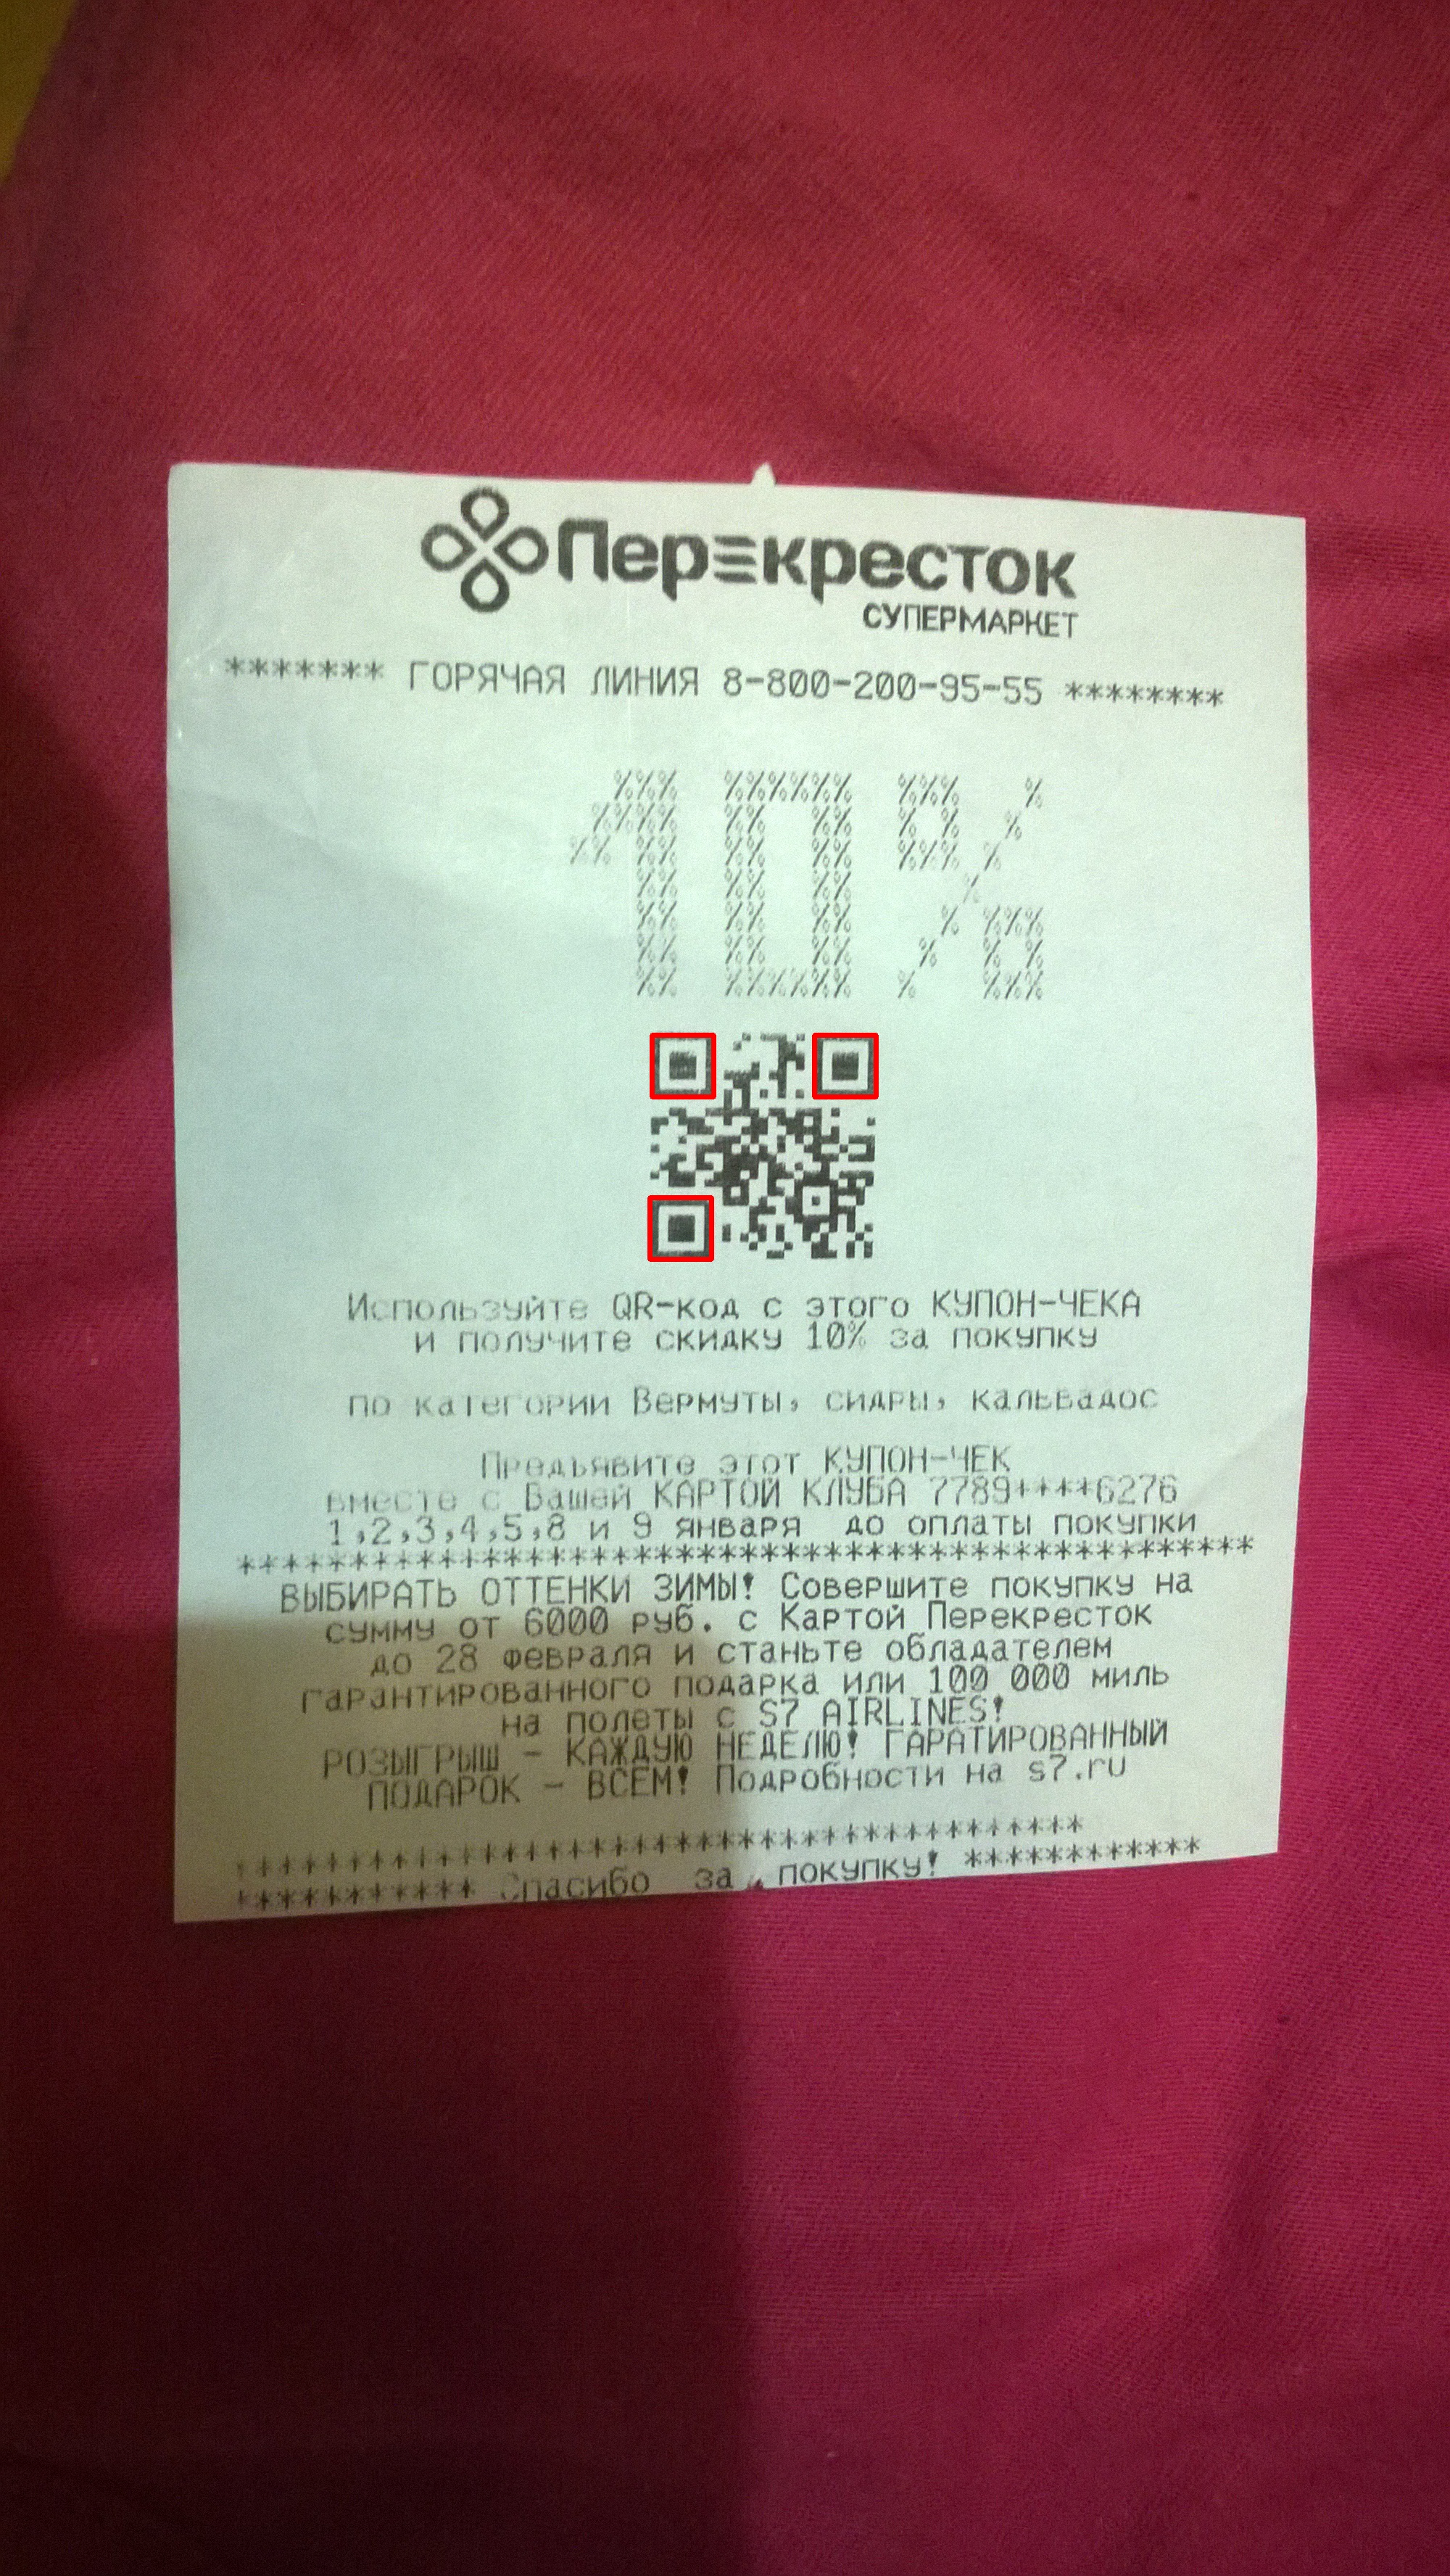 Перекресток
СУПЕРМАРКЕТ
******* ГОРЯЧАЯ ЛИНИЯ 8-800-200-95-55 ********
10%
Используйте QR-код с этого КУПОН-ЧЕКА
и получите скидку 10% за покупку
по категории Вермуты, сидры, кальвадос
Предъявите этот КУПОН-ЧЕК
вместе с Вашей КАРТОЙ КЛУБА 7789****6276
1,2,3,4,5,8 и 9 января до оплаты покупки
***********************************************
ВЫБИРАТЬ ОТТЕНКИ ЗИМЫ! Совершите покупку на
сумму от 6000 руб. с Картой Перекресток
до 28 февраля и станьте обладателем
гарантированного подарка или 100 000 миль
на полеты с S7 AIRLINES!
РОЗЫГРЫШ - КАЖДУЮ НЕДЕЛЮ! ГАРАТИРОВАННЫЙ
ПОДАРОК - ВСЕМ! Подробности на s7.ru
***************************************
*********** Спасибо за покупку! ***********